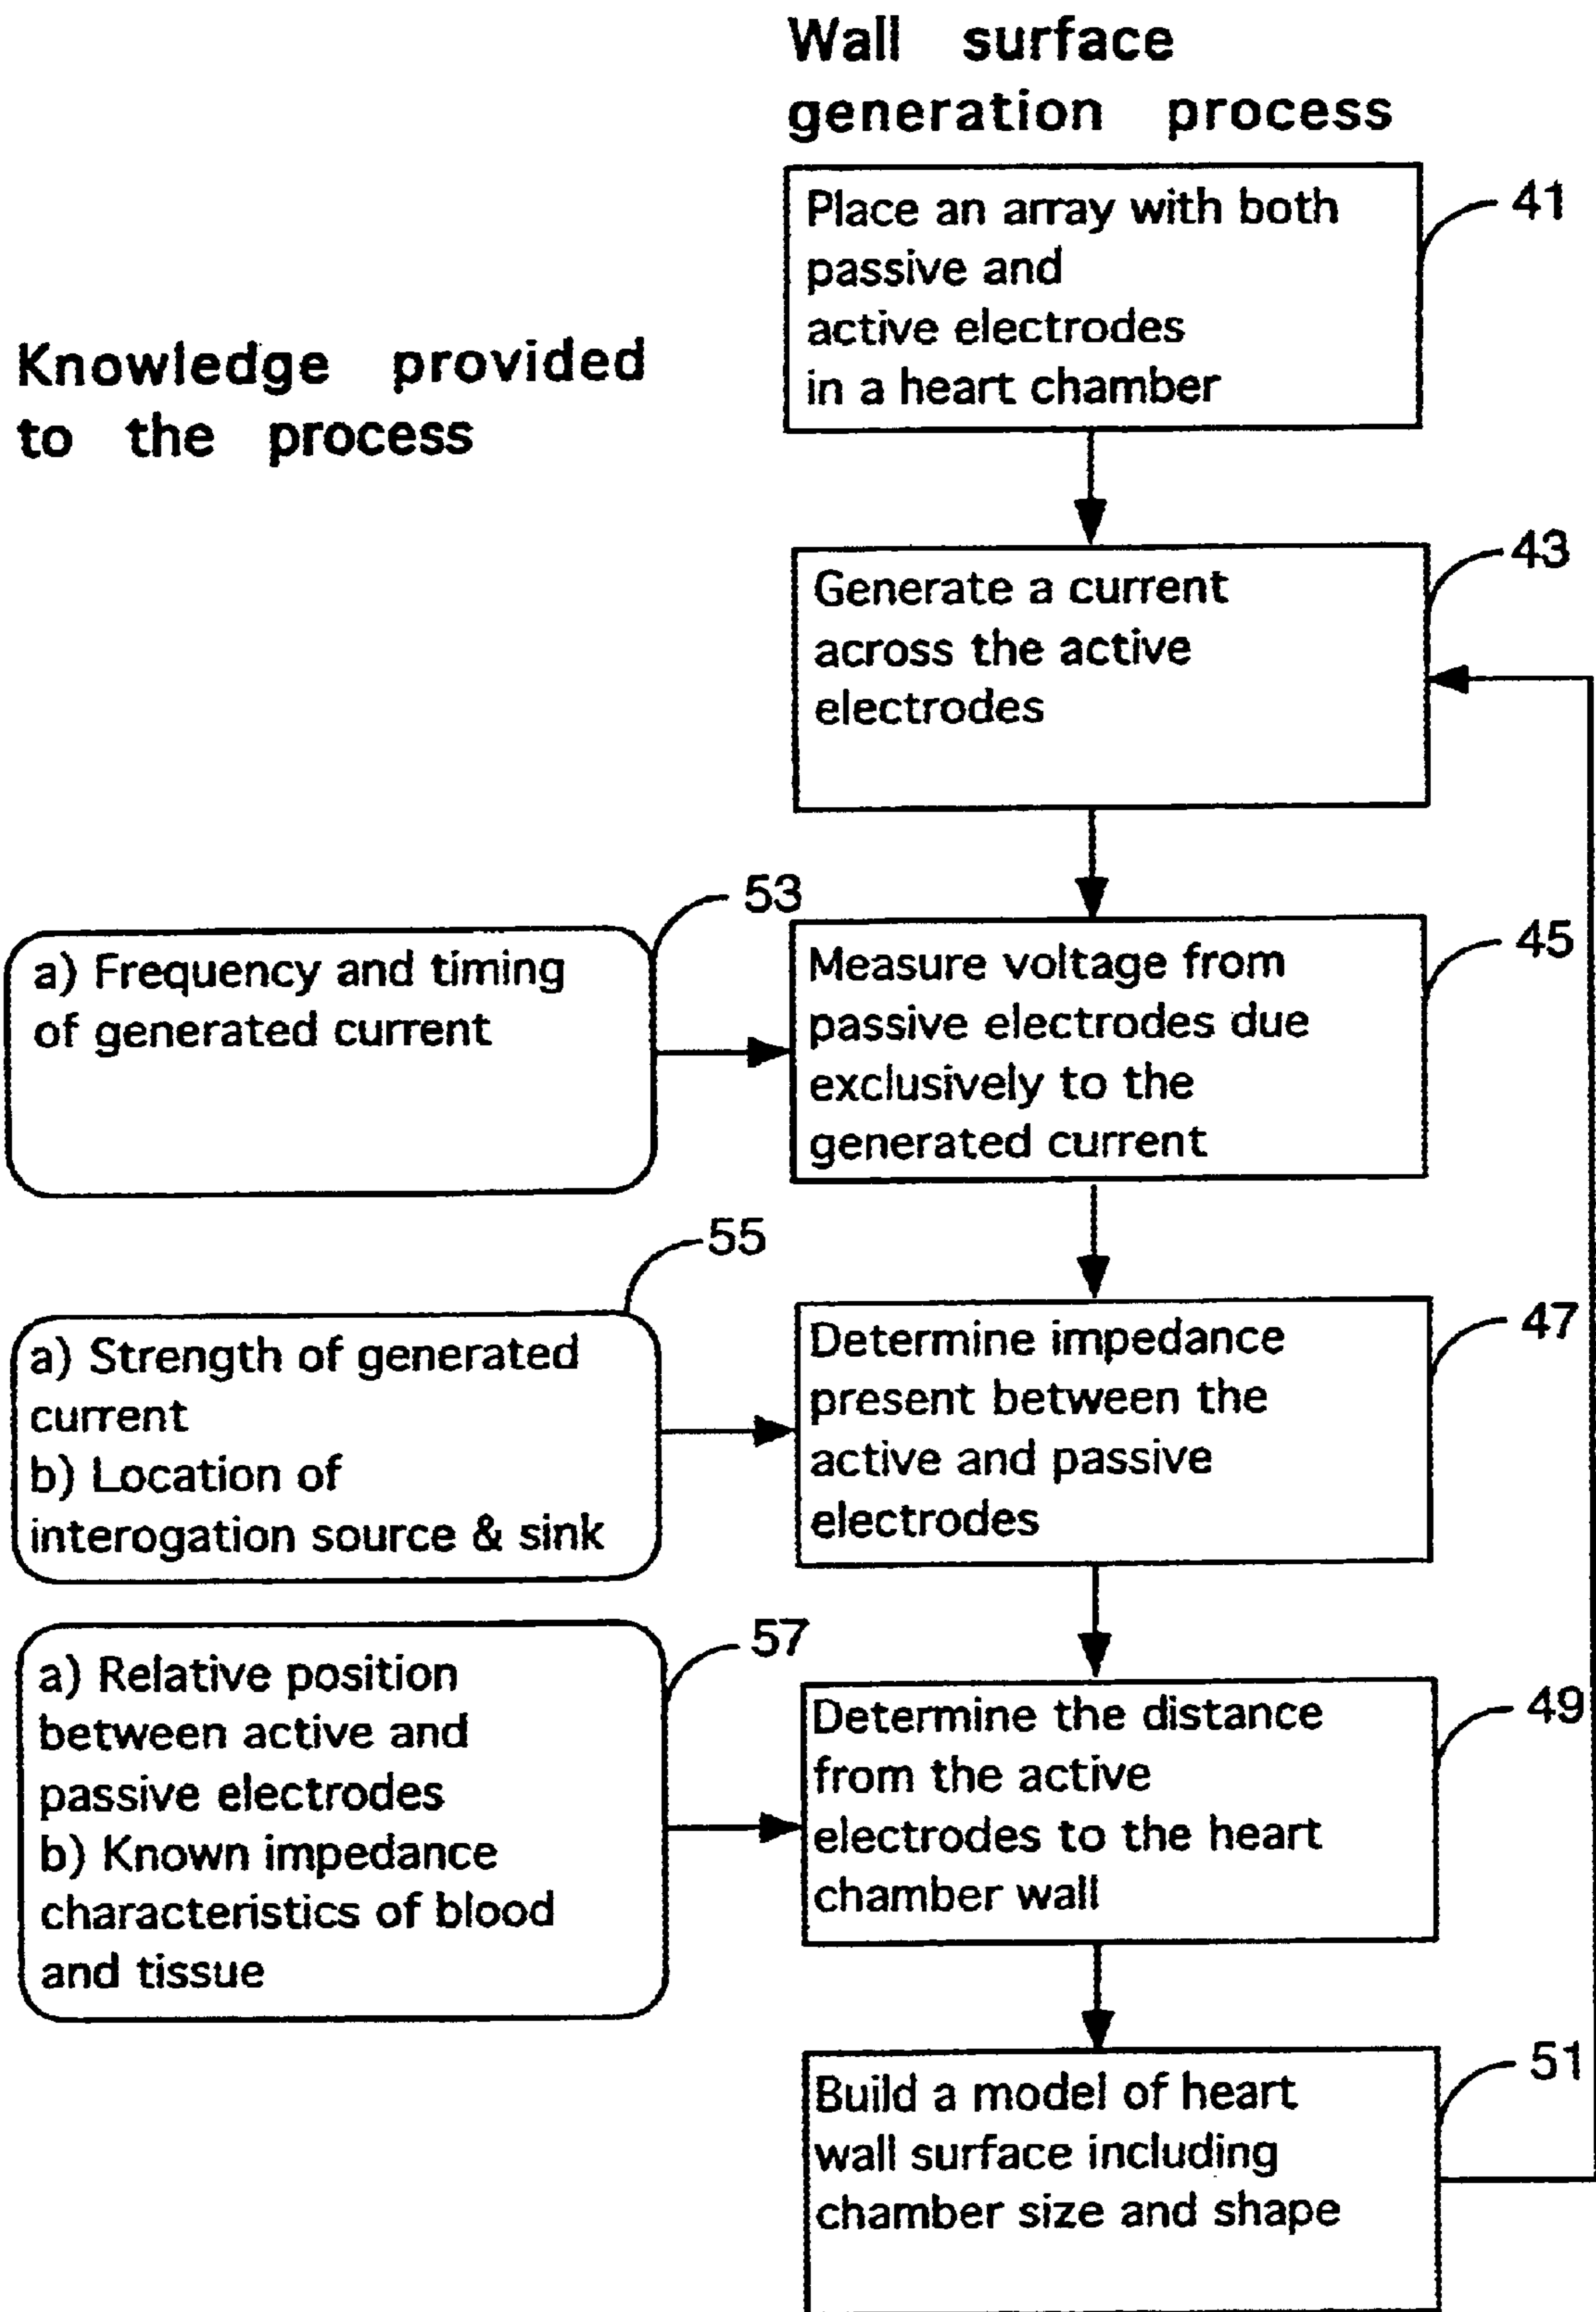 Wall surface
generation process
Place an array with both
passive and
active electrodes
in a heart chamber
41
Knowledge provided
to the process
Generate a current
across the active
electrodes
43
53
a) Frequency and timing
of generated current
Measure voltage from
passive electrodes due
exclusively to the
generated current
45
55
a) Strength of generated
current
b) Location of
interogation source & sink
Determine impedance
present between the
active and passive
electrodes
47
57
a) Relative position
between active and
passive electrodes
b) Known impedance
characteristics of blood
and tissue
Determine the distance
from the active
electrodes to the heart
chamber wall
49
Build a model of heart
wall surface including
chamber size and shape
51